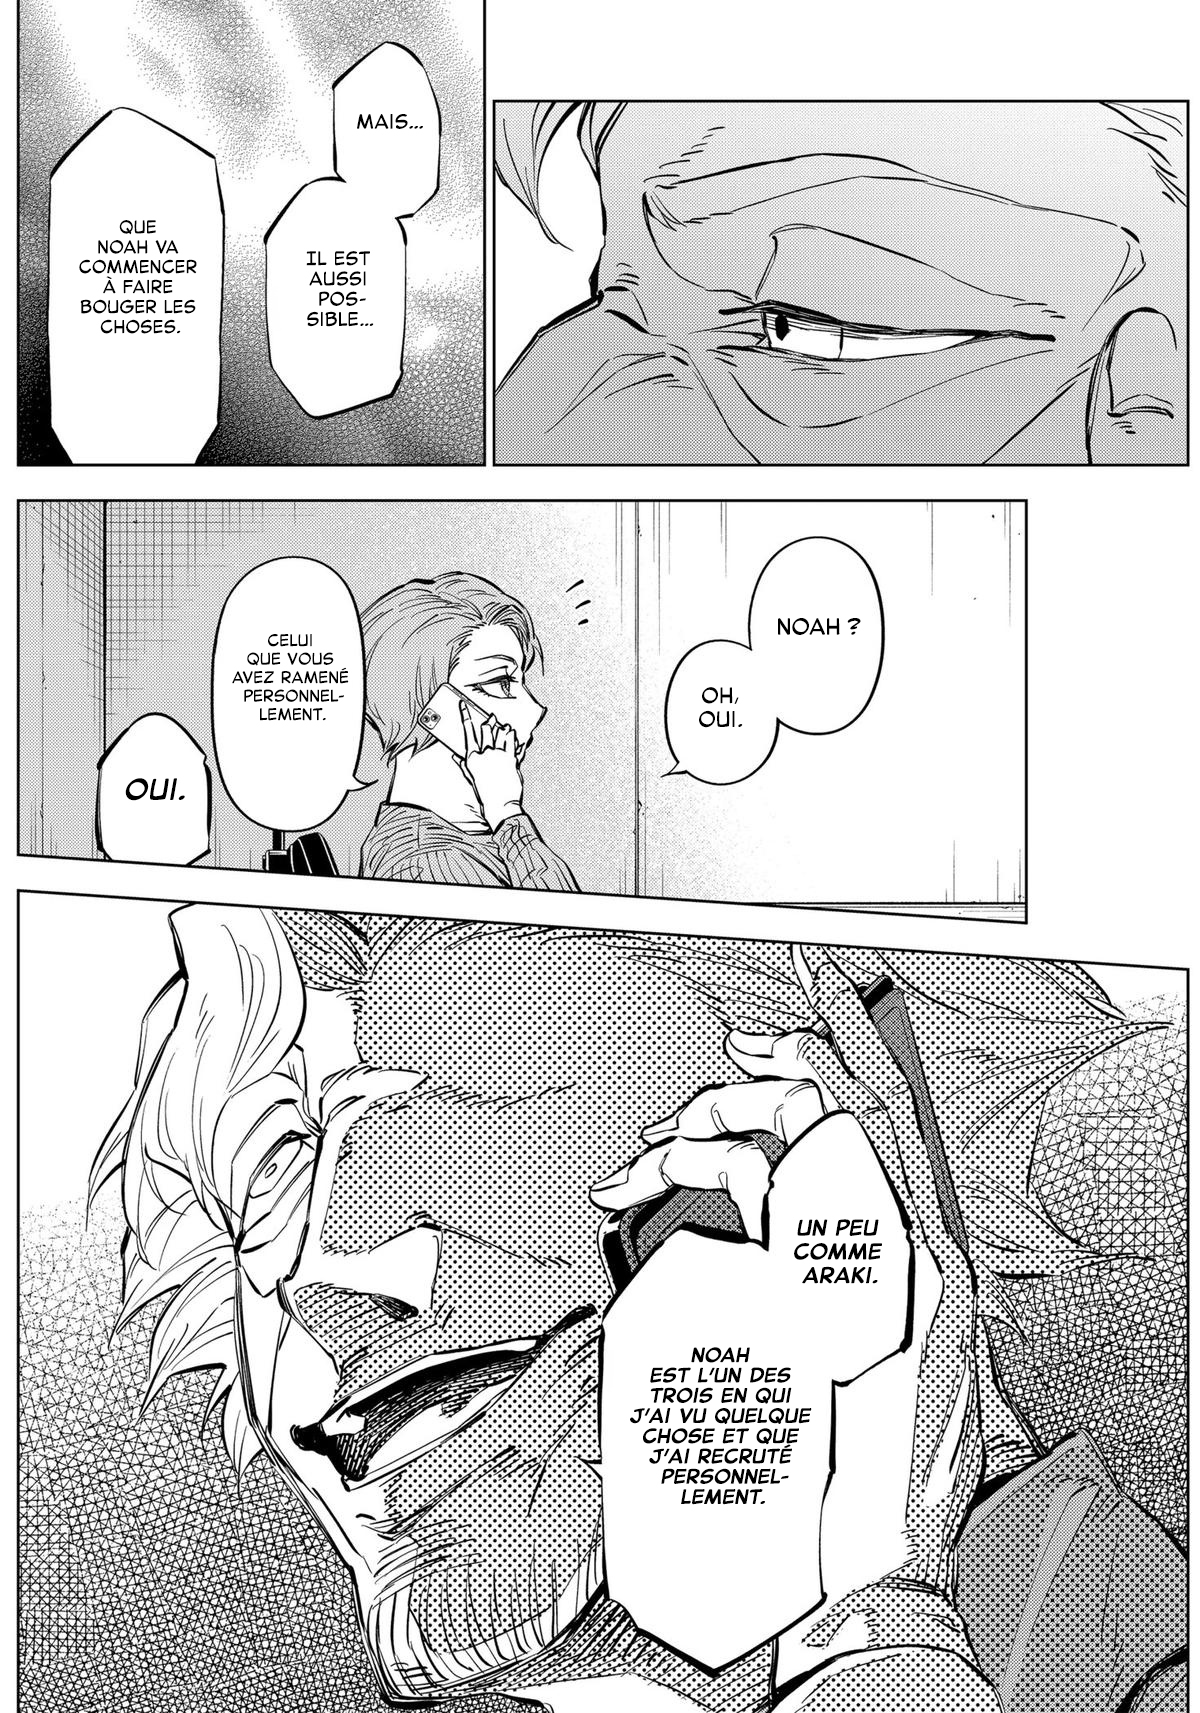 MAIS...
IL EST
AUSSI
POS-
SIBLE...
QUE
NOAH VA
COMMENCER
À FAIRE
BOUGER LES
CHOSES.
NOAH ?
OH,
OUI.
CELUI
QUE VOUS
AVEZ RAMENÉ
PERSONNEL-
LEMENT.
OUI.
UN PEU
COMME
ARAKI.
NOAH
EST L'UN DES
TROIS EN QUI
J'AI VU QUELQUE
CHOSE ET QUE
J'AI RECRUTÉ
PERSONNEL-
LEMENT.